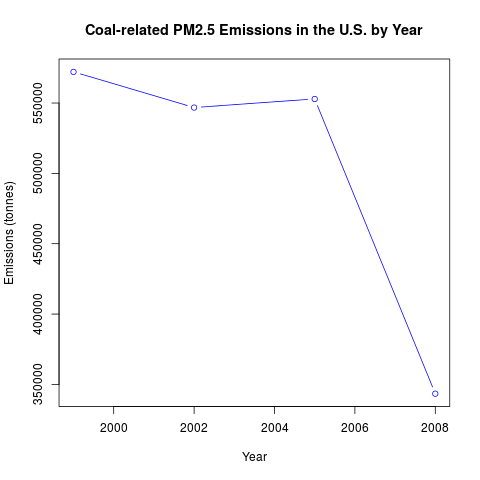 Coal-related PM2.5 Emissions in the U.S. by Year
Emissions (tonnes)
550000
500000
450000
400000
350000
2000 2002 2004 2006 2008
Year